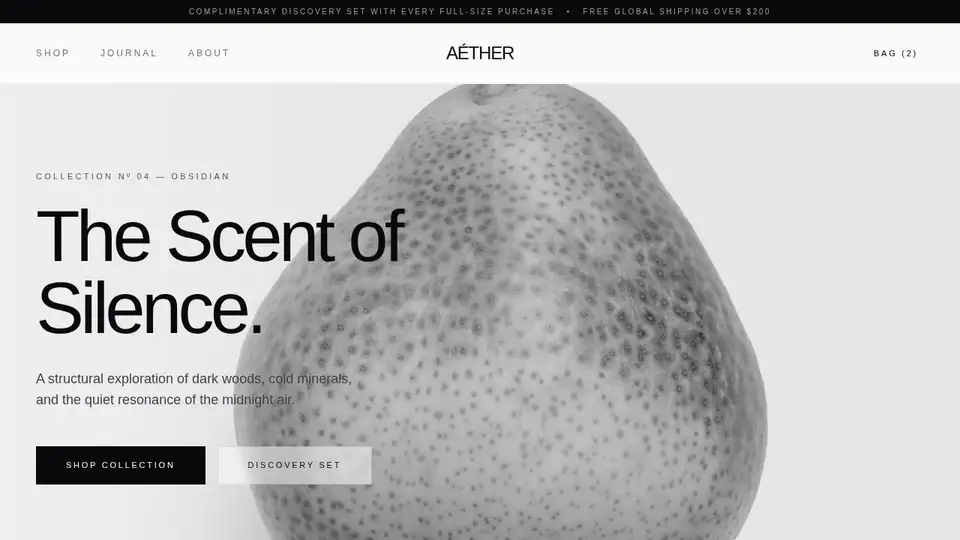 COMPLIMENTARY DISCOVERY SET WITH EVERY FULL-SIZE PURCHASE • FREE GLOBAL SHIPPING OVER $200
SHOP JOURNAL ABOUT AÉTHER BAG (2)
COLLECTION Nº 04 — OBSIDIAN
The Scent of
Silence.
A structural exploration of dark woods, cold minerals,
and the quiet resonance of the midnight air.
SHOP COLLECTION DISCOVERY SET